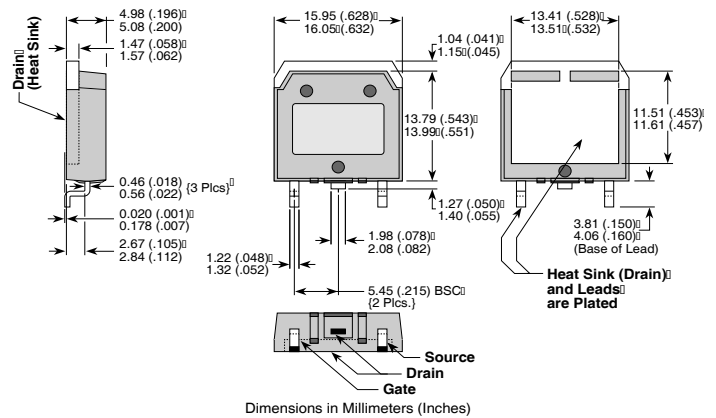 4.98 (.196)
5.08 (.200)
1.47 (.058)
1.57 (.062)
Drain
(Heat Sink)
0.46 (.018)
0.56 (.022) {3 Plcs}
0.020 (.001)
0.178 (.007)
2.67 (.105)
2.84 (.112)
15.95 (.628)
16.05 (.632)
1.04 (.041)
1.15 (.045)
13.79 (.543)
13.99 (.551)
1.27 (.050)
1.40 (.055)
1.98 (.078)
2.08 (.082)
1.22 (.048)
1.32 (.052)
5.45 (.215) BSC
{2 Plcs.}
13.41 (.528)
13.51 (.532)
11.51 (.453)
11.61 (.457)
3.81 (.150)
4.06 (.160)
(Base of Lead)
Heat Sink (Drain)
and Leads
are Plated
Source
Drain
Gate
Dimensions in Millimeters (Inches)